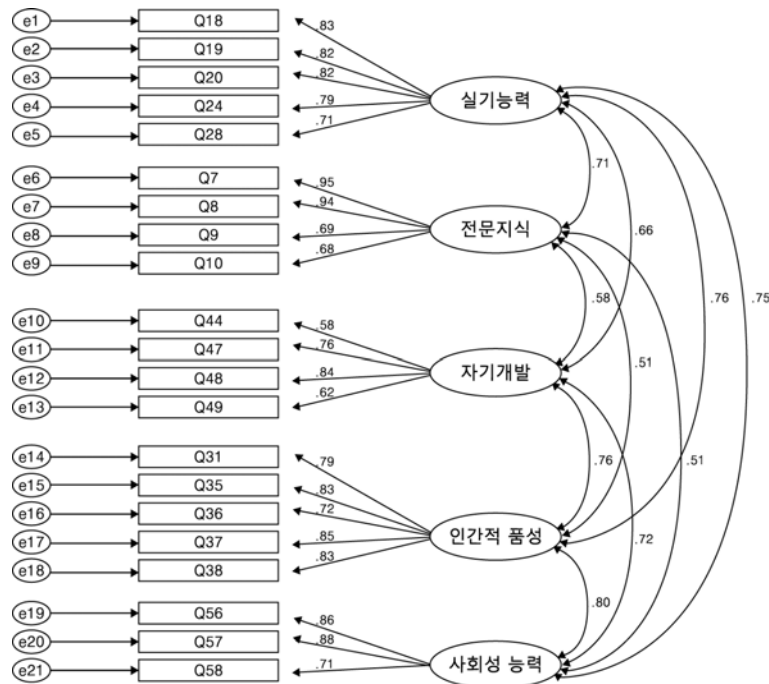 e1 Q18 .83
e2 Q19 .82
e3 Q20 .82
e4 Q24 .79
e5 Q28 .71
실기능력
.71
e6 Q7 .95
e7 Q8 .94
e8 Q9 .69
e9 Q10 .68
전문지식
.66
.58
.76
.75
e10 Q44 .58
e11 Q47 .76
e12 Q48 .84
e13 Q49 .62
자기개발
.51
e14 Q31 .79
e15 Q35 .83
e16 Q36 .72
e17 Q37 .85
e18 Q38 .83
인간적 품성
.76
.51
.72
.80
e19 Q56 .86
e20 Q57 .88
e21 Q58 .71
사회성 능력